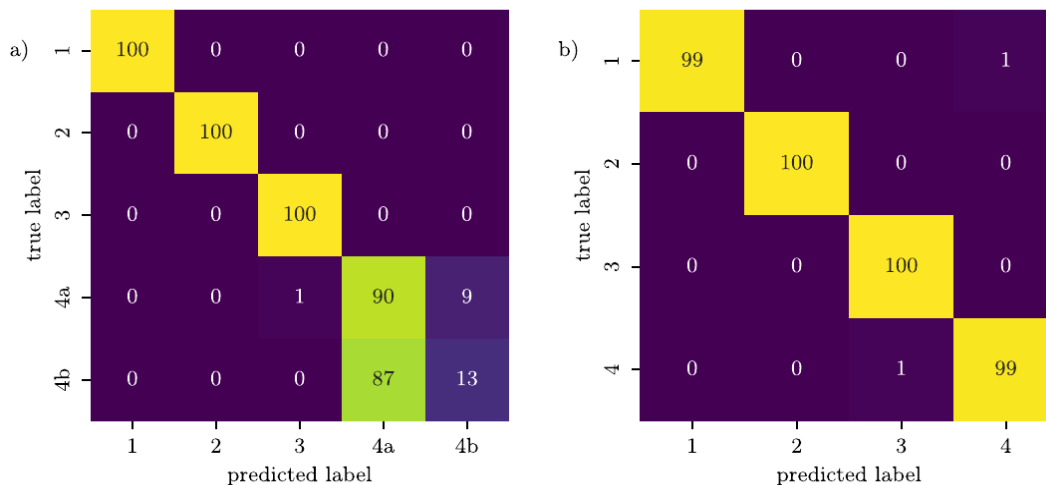 a)
true label
1 100 0 0 0 0
2 0 100 0 0 0
3 0 0 100 0 0
4a 0 0 1 90 9
4b 0 0 0 87 13
1 2 3 4a 4b
predicted label
b)
true label
1 99 0 0 1
2 0 100 0 0
3 0 0 100 0
4 0 0 1 99
1 2 3 4
predicted label